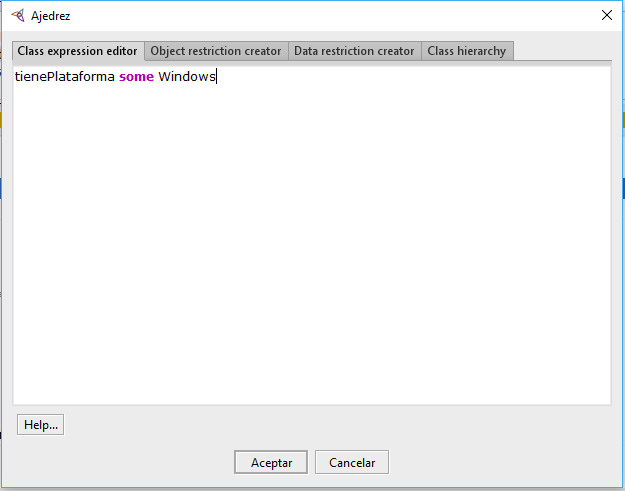 Ajedrez
Class expression editor Object restriction creator Data restriction creator Class hierarchy
tienePlataforma some Windows
Help...
Aceptar Cancelar